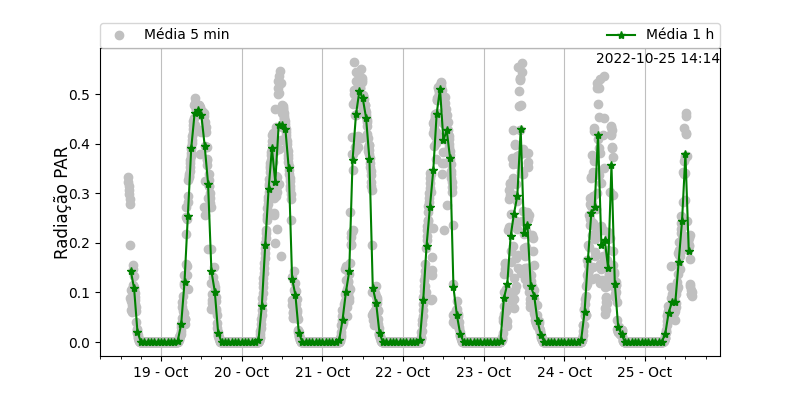 Média 5 min
Média 1 h
2022-10-25 14:14
Radiação PAR
0.5
0.4
0.3
0.2
0.1
0.0
19 - Oct
20 - Oct
21 - Oct
22 - Oct
23 - Oct
24 - Oct
25 - Oct